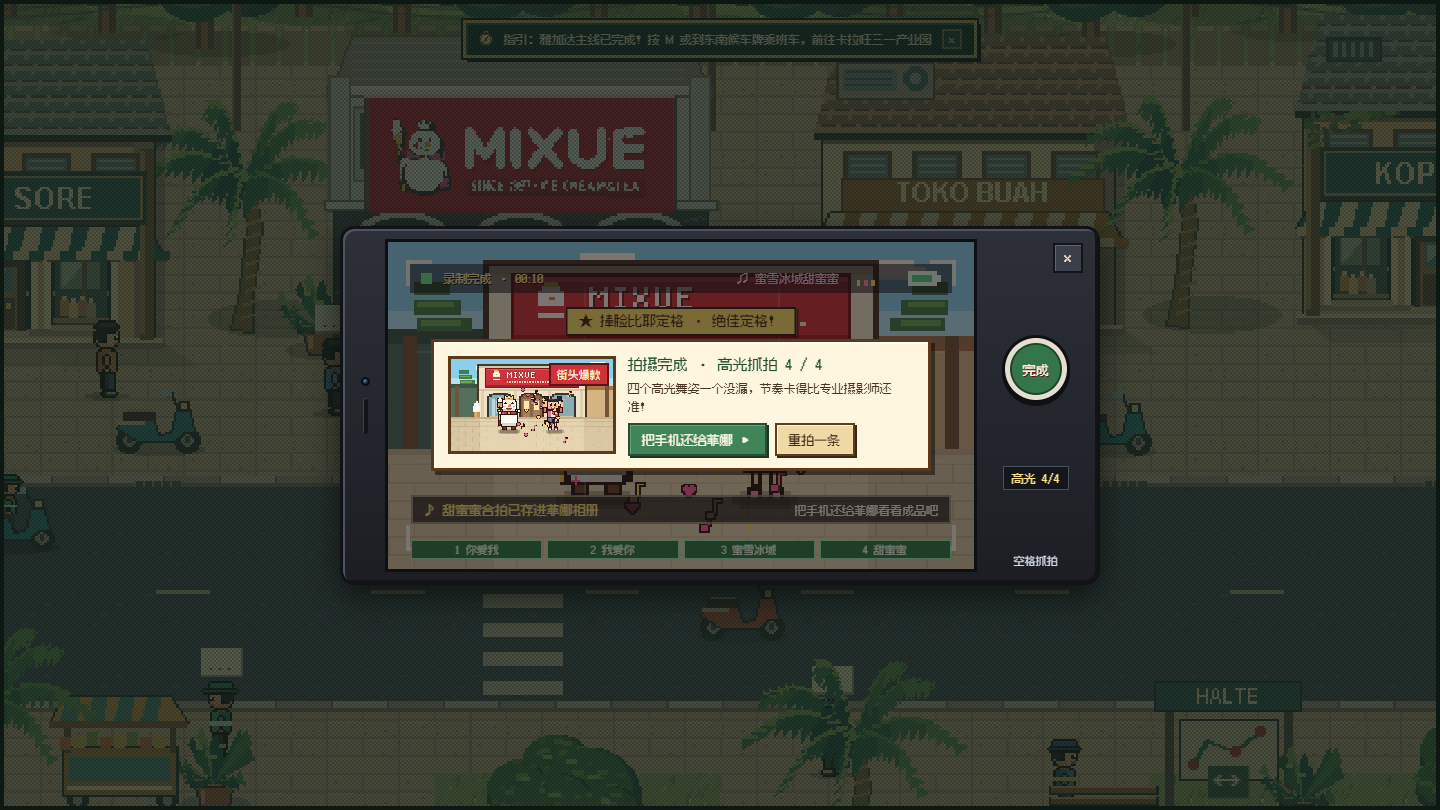 指引：雅加达主线已完成！按 M 或到东南候车牌乘班车，前往卡拉旺三一产业园 ×
MIXUE
SORE
TOKO BUAH
KOP
录制完成 · 00:10
♫ 蜜雪冰城甜蜜蜜
×
MIXUE
★ 捧脸比耶定格 · 绝佳定格！
MIXUE
街头爆款
拍摄完成 · 高光抓拍 4 / 4
四个高光舞姿一个没漏，节奏卡得比专业摄影师还
准！
把手机还给菲娜 ▶
重拍一条
完成
高光 4/4
♪ 甜蜜蜜合拍已存进菲娜相册
把手机还给菲娜看看成品吧
1 你爱我
2 我爱你
3 蜜雪冰城
4 甜蜜蜜
空格抓拍
...
HALTE